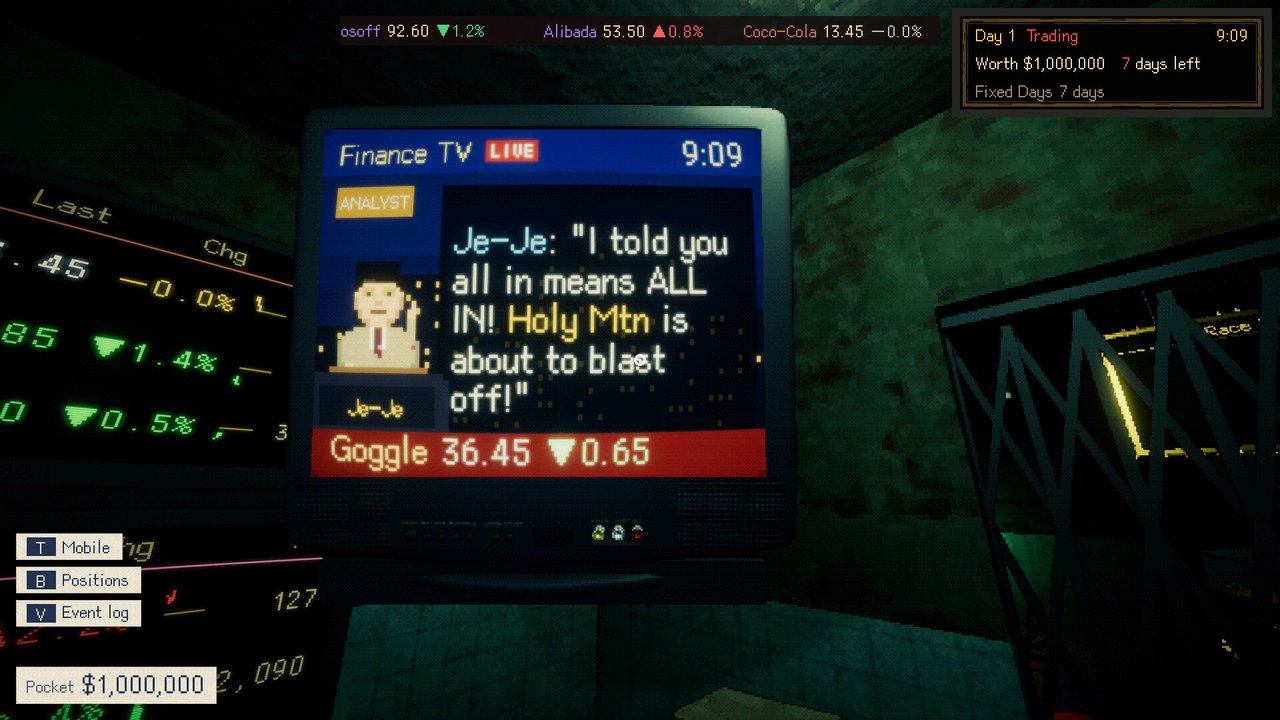 osoff 92.60 ▼1.2% Alibada 53.50 ▲0.8% Coco-Cola 13.45 —0.0%
Day 1 Trading 9:09
Worth $1,000,000 7 days left
Fixed Days 7 days
Finance TV LIVE 9:09
ANALYST
Je-Je: "I told you
all in means ALL
IN! Holy Mtn is
about to blast
off!"
Je-Je
Goggle 36.45 ▼0.65
Last Chg
.45 —0.0%
85 ▼1.4%
0 ▼0.5%
Race
T Mobile
B Positions
V Event log
127
2,090
Pocket $1,000,000